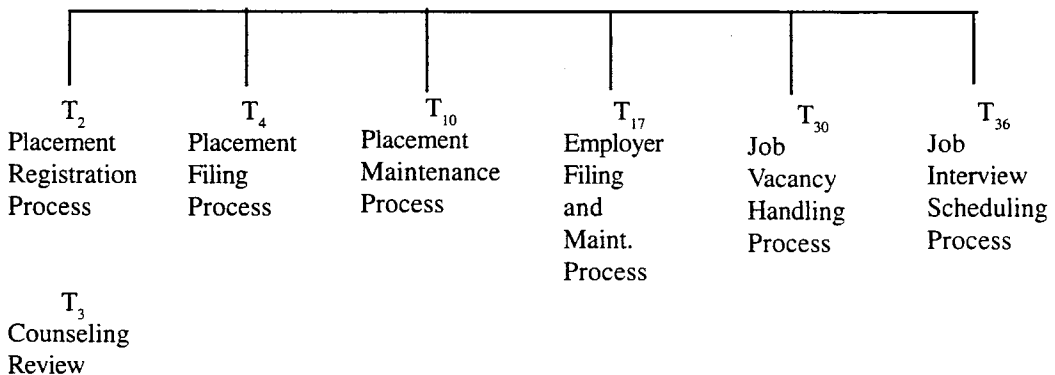 T2
Placement
Registration
Process
T4
Placement
Filing
Process
T10
Placement
Maintenance
Process
T17
Employer
Filing
and
Maint.
Process
T30
Job
Vacancy
Handling
Process
T36
Job
Interview
Scheduling
Process
T3
Counseling
Review